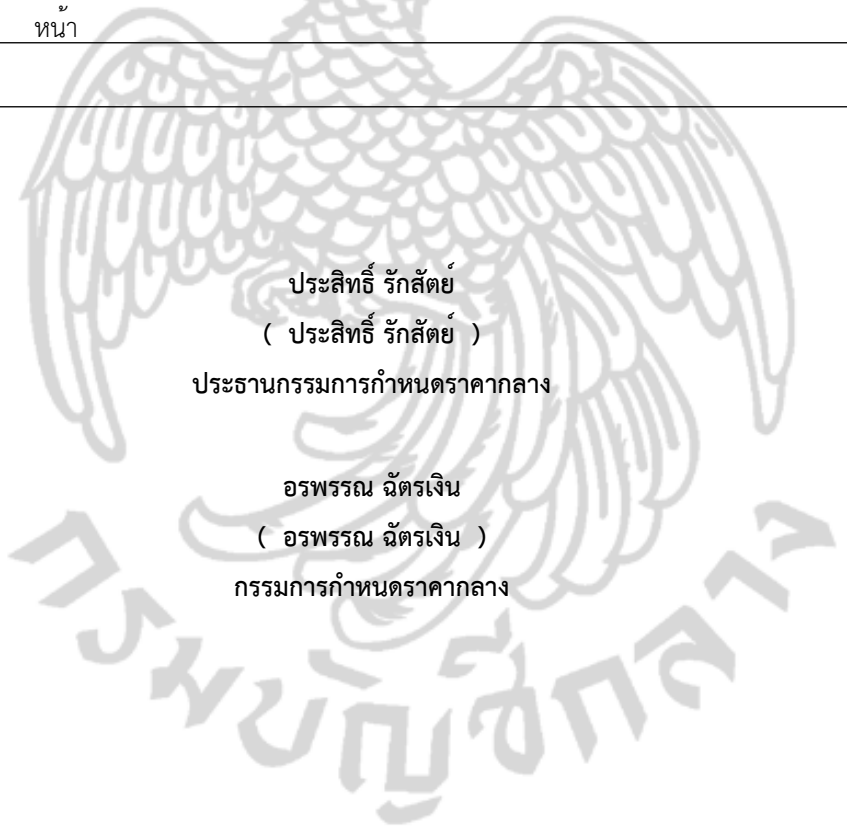 หน้า
ประสิทธิ์ รักสัตย์
( ประสิทธิ์ รักสัตย์ )
ประธานกรรมการกำหนดราคากลาง
อรพรรณ ฉัตรเงิน
( อรพรรณ ฉัตรเงิน )
กรรมการกำหนดราคากลาง
กรมบัญชีกลาง